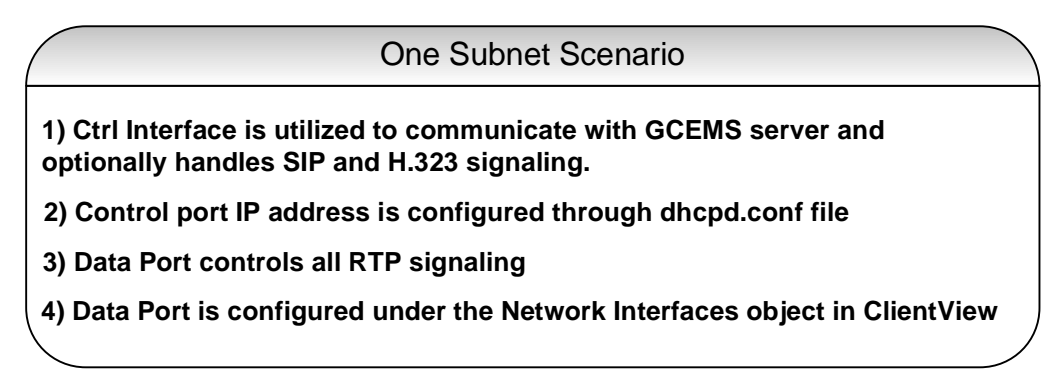 One Subnet Scenario
1) Ctrl Interface is utilized to communicate with GCEMS server and
optionally handles SIP and H.323 signaling.
2) Control port IP address is configured through dhcpd.conf file
3) Data Port controls all RTP signaling
4) Data Port is configured under the Network Interfaces object in ClientView